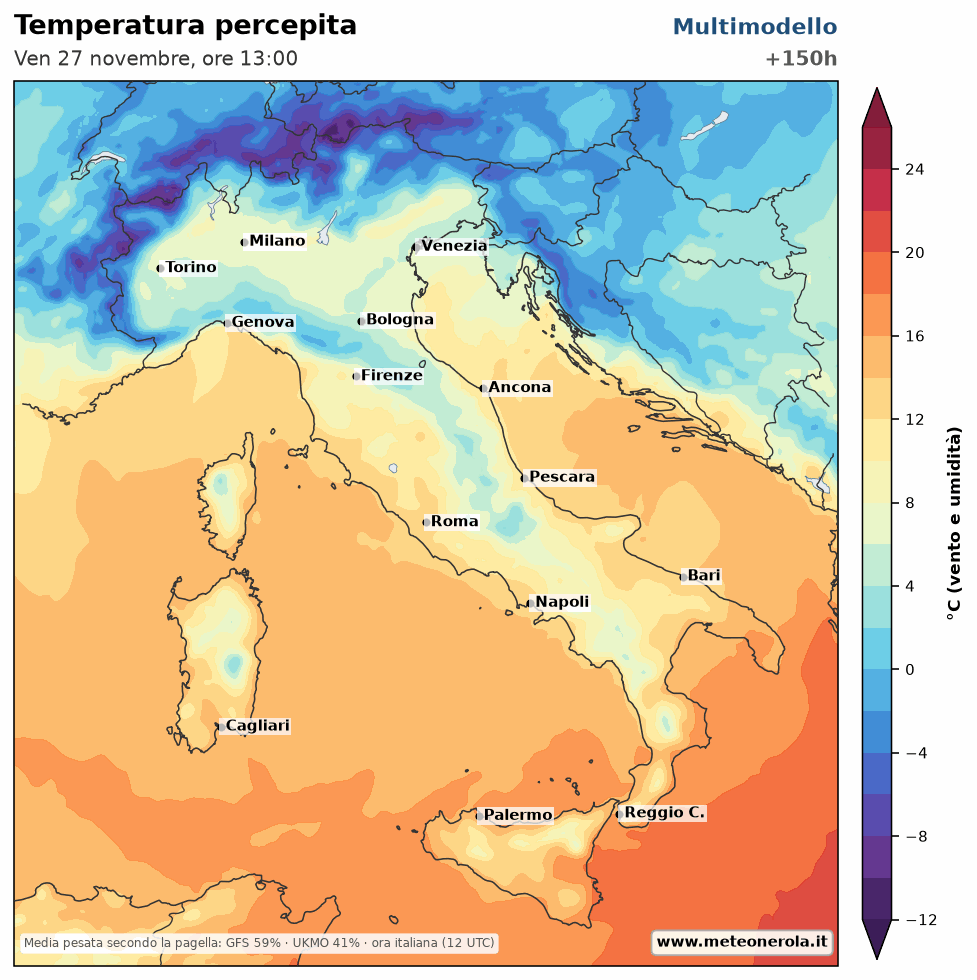 Temperatura percepita
Multimodello
Ven 27 novembre, ore 13:00
+150h
Milano
Venezia
Torino
Genova
Bologna
Firenze
Ancona
Pescara
Roma
Bari
Napoli
Cagliari
Palermo
Reggio C.
24
20
16
12
8
4
0
−4
−8
−12
°C (vento e umidità)
Media pesata secondo la pagella: GFS 59% · UKMO 41% · ora italiana (12 UTC)
www.meteonerola.it